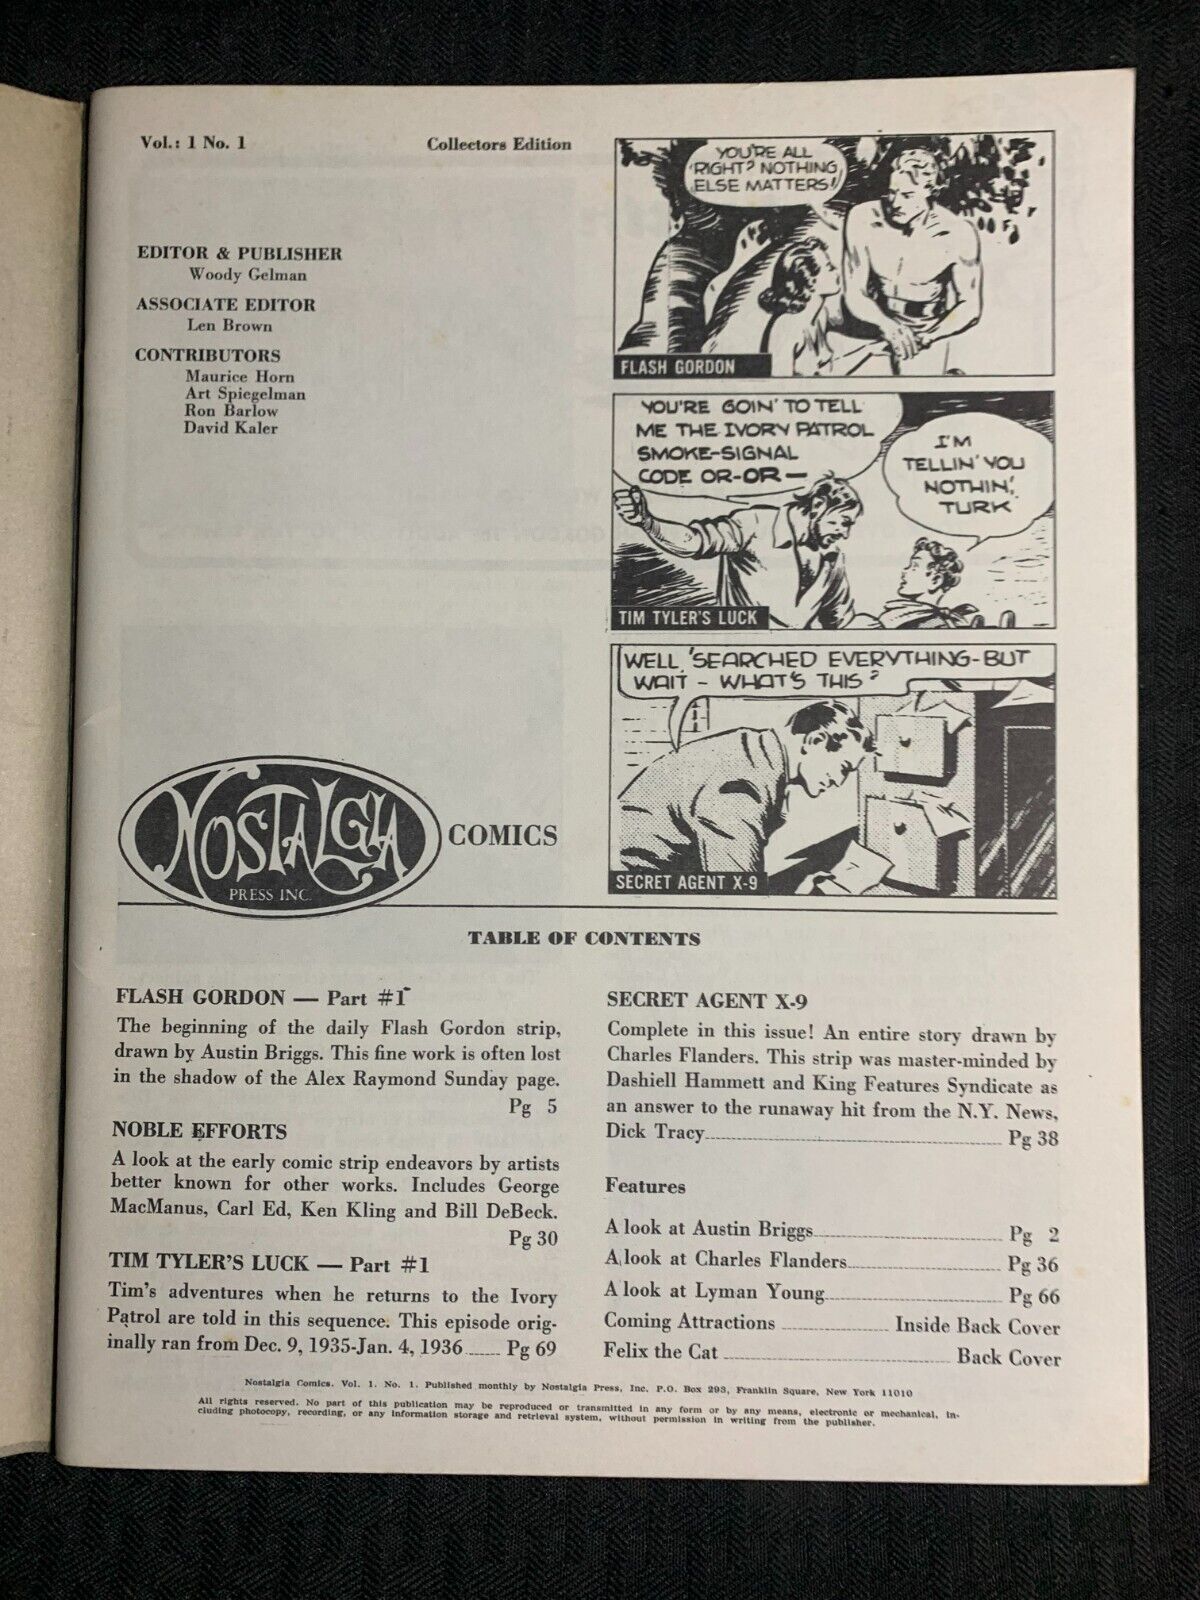 Vol.: 1 No. 1
Collectors Edition
EDITOR & PUBLISHER
Woody Gelman
ASSOCIATE EDITOR
Len Brown
CONTRIBUTORS
Maurice Horn
Art Spiegelman
Ron Barlow
David Kaler
YOU'RE ALL
RIGHT? NOTHING
ELSE MATTERS!
FLASH GORDON
YOU'RE GOIN' TO TELL
ME THE IVORY PATROL
SMOKE-SIGNAL
CODE OR-OR—
I'M
TELLIN' YOU
NOTHIN',
TURK
TIM TYLER'S LUCK
WELL, 'SEARCHED EVERYTHING-BUT
WAIT - WHAT'S THIS?
SECRET AGENT X-9
NOSTALGIA
PRESS INC.
COMICS
TABLE OF CONTENTS
FLASH GORDON — Part #1
The beginning of the daily Flash Gordon strip,
drawn by Austin Briggs. This fine work is often lost
in the shadow of the Alex Raymond Sunday page.
Pg 5
NOBLE EFFORTS
A look at the early comic strip endeavors by artists
better known for other works. Includes George
MacManus, Carl Ed, Ken Kling and Bill DeBeck.
Pg 30
TIM TYLER'S LUCK — Part #1
Tim's adventures when he returns to the Ivory
Patrol are told in this sequence. This episode orig-
inally ran from Dec. 9, 1935-Jan. 4, 1936 Pg 69
SECRET AGENT X-9
Complete in this issue! An entire story drawn by
Charles Flanders. This strip was master-minded by
Dashiell Hammett and King Features Syndicate as
an answer to the runaway hit from the N.Y. News,
Dick Tracy Pg 38
Features
A look at Austin Briggs Pg 2
A look at Charles Flanders Pg 36
A look at Lyman Young Pg 66
Coming Attractions Inside Back Cover
Felix the Cat Back Cover
Nostalgia Comics. Vol. 1. No. 1. Published monthly by Nostalgia Press, Inc. P.O. Box 293, Franklin Square, New York 11010
All rights reserved. No part of this publication may be reproduced or transmitted in any form or by any means, electronic or mechanical, in-
cluding photocopy, recording, or any information storage and retrieval system, without permission in writing from the publisher.